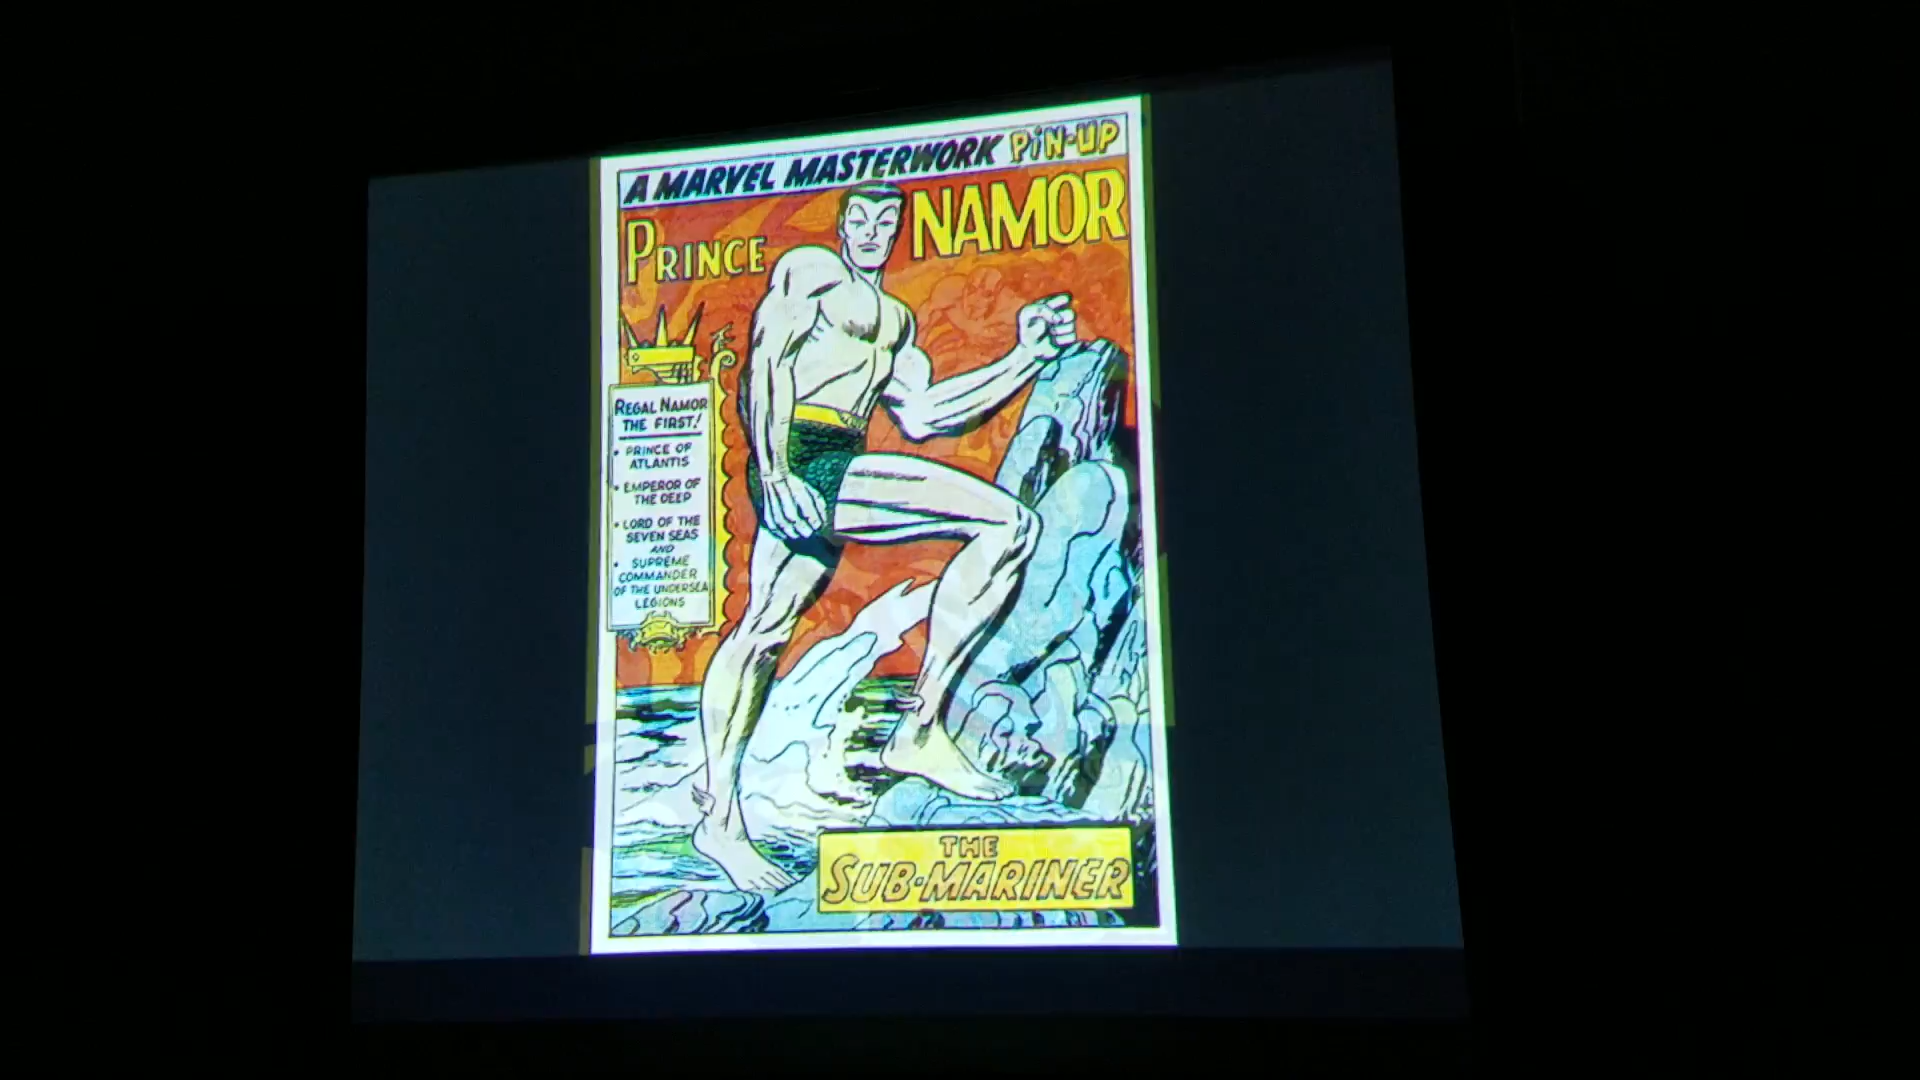 A MARVEL MASTERWORK PiN-UP
PRINCE NAMOR
REGAL NAMOR
THE FIRST!
• PRINCE OF
ATLANTIS
• EMPEROR OF
THE DEEP
• LORD OF THE
SEVEN SEAS
AND
• SUPREME
COMMANDER
OF THE UNDERSEA
LEGIONS
THE
SUB-MARINER